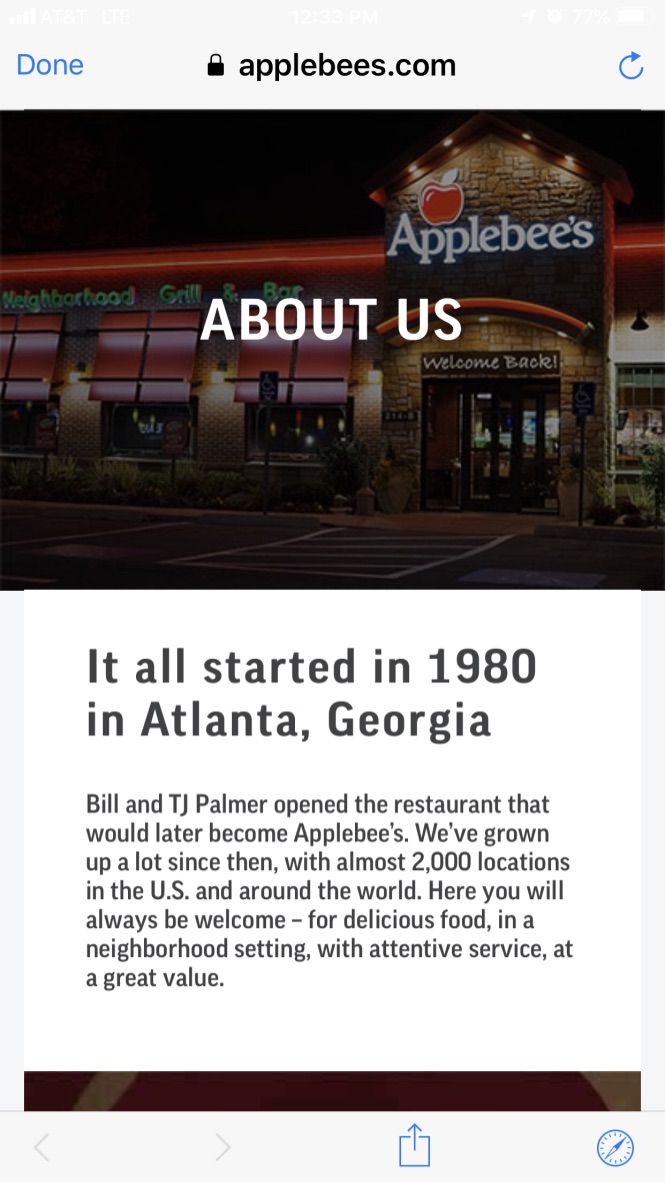 AT&T LTE 12:33 PM 77%
Done applebees.com
Applebee's
Neighborhood Grill & Bar
ABOUT US
Welcome Back!
It all started in 1980
in Atlanta, Georgia
Bill and TJ Palmer opened the restaurant that
would later become Applebee’s. We’ve grown
up a lot since then, with almost 2,000 locations
in the U.S. and around the world. Here you will
always be welcome – for delicious food, in a
neighborhood setting, with attentive service, at
a great value.